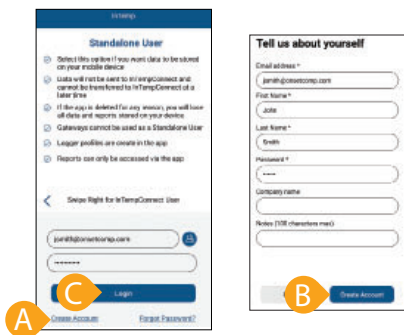 InTemp
Standalone User
Select this option if you want data to be stored
on your mobile device
Data will not be sent to InTempConnect and
cannot be transferred to InTempConnect at a
later time
If the app is deleted for any reason, you will lose
all data and reports stored on your device
Gateways cannot be used as a Standalone User
Logger profiles are create in the app
Reports can only be accessed via the app
Swipe Right for InTempConnect User
jsmith@onsetcomp.com
Login
C
A
Create Account
Forgot Password?
Tell us about yourself
Email address *
jsmith@onsetcomp.com
First Name *
Last Name *
Smith
Password *
Company name
Notes (100 characters max)
B
Create Account